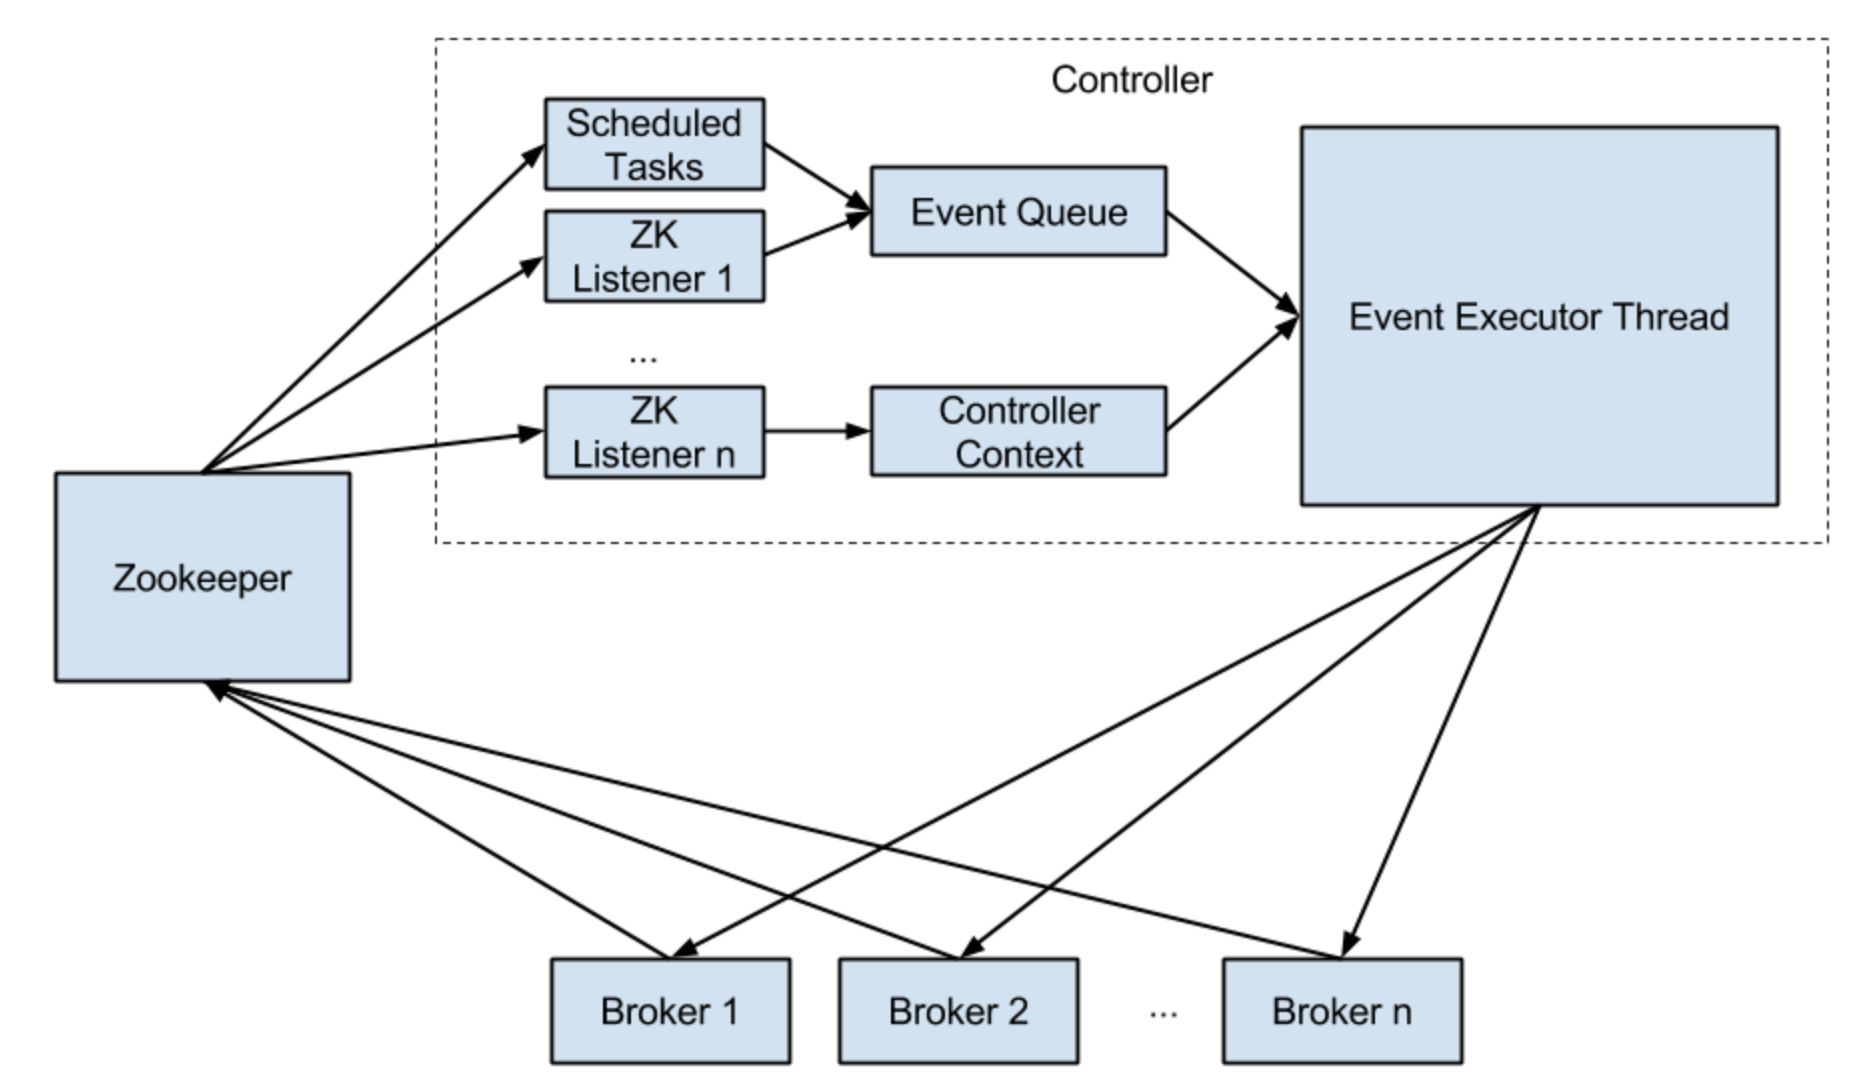 Controller
Scheduled
Tasks
ZK
Listener 1
...
ZK
Listener n
Event Queue
Controller
Context
Event Executor Thread
Zookeeper
Broker 1
Broker 2
...
Broker n